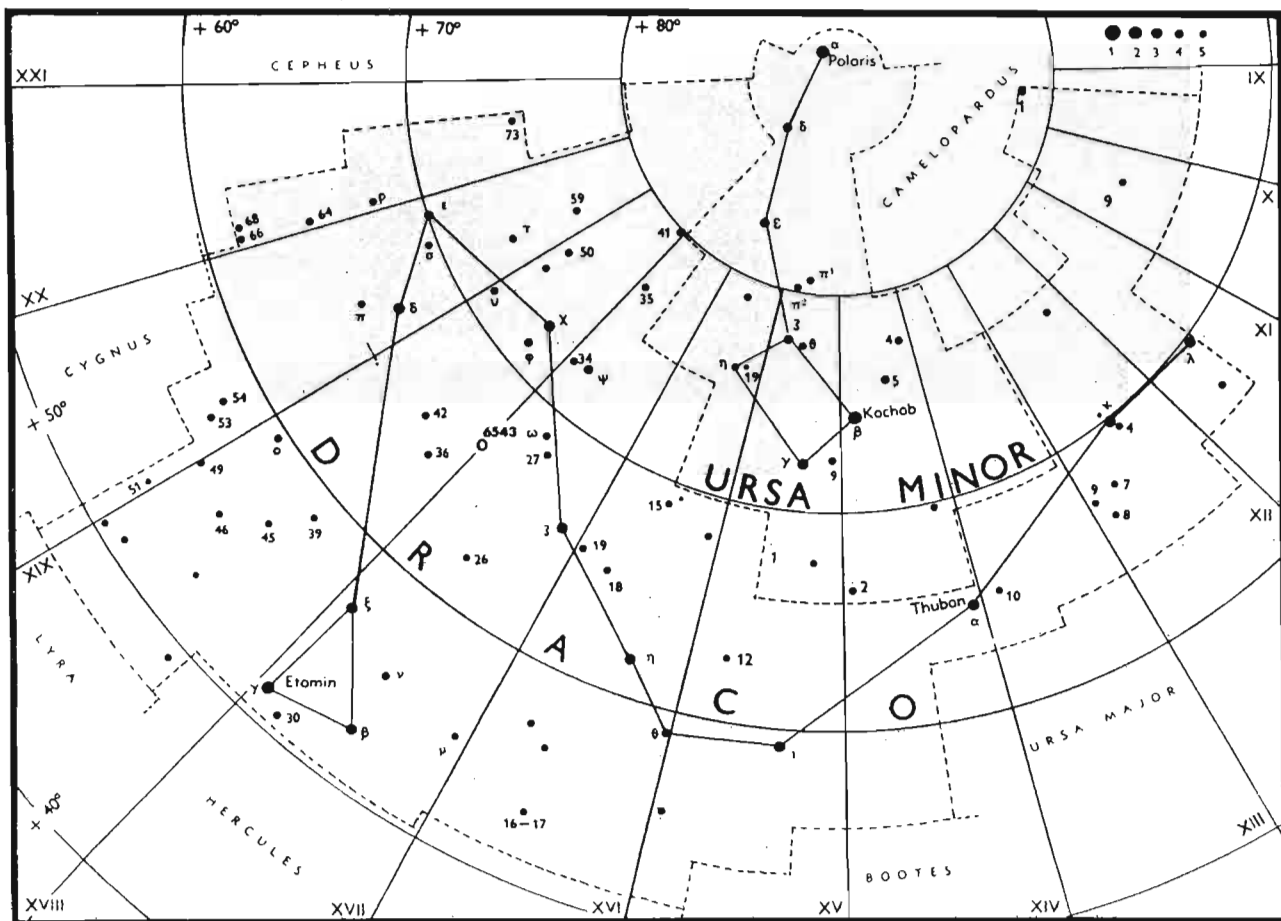 + 60°
+ 70°
+ 80°
α
Polaris
1 2 3 4 5
XXI
CEPHEUS
IX
CAMELOPARDUS
1
73
δ
X
ρ
ε
59
9
68
64
τ
ε
66
σ
50
41
π¹
XX
35
π²
υ
π
δ
χ
3
θ
4
XI
CYGNUS
φ
34
ψ
η
19
λ
5
54
42
Kochob
β
+ 50°
53
6543
O
ω
ϰ
4
o
36
27
γ
9
D
URSA MINOR
49
51
7
15
9
XII
46
45
39
3
8
R
19
1
XIX
26
18
2
10
Thubon
α
ξ
LYRA
A
η
12
γ
Etamin
ν
C
O
30
β
μ
θ
ι
URSA MAJOR
+ 40°
HERCULES
16—17
XIII
BOOTES
XVIII
XVII
XVI
XV
XIV